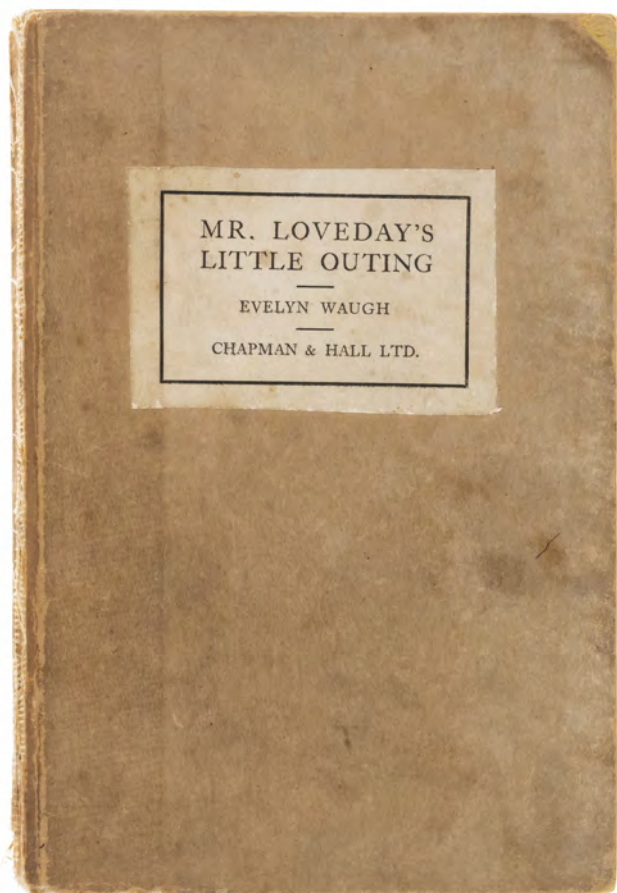 MR. LOVEDAY'S
LITTLE OUTING
EVELYN WAUGH
CHAPMAN & HALL LTD.